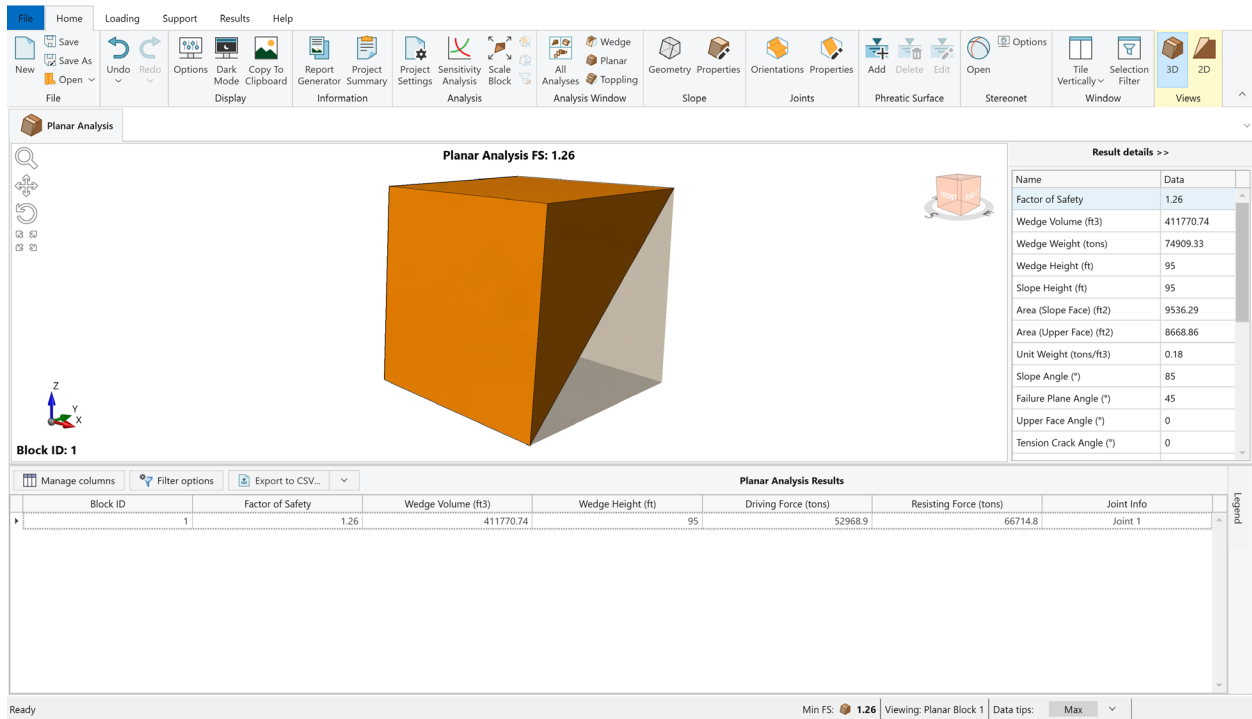 File Home Loading Support Results Help
New Save Save As Open Undo Redo Options Dark Mode Copy To Clipboard Report Generator Project Summary Project Settings Sensitivity Analysis Scale Block All Analyses Wedge Planar Toppling Geometry Properties Orientations Properties Add Delete Edit Open Options Tile Vertically Selection Filter 3D 2D
File Display Information Analysis Analysis Window Slope Joints Phreatic Surface Stereonet Window Views
Planar Analysis
Planar Analysis FS: 1.26
Z
Y
X
Block ID: 1
Result details >>
Name Data
Factor of Safety 1.26
Wedge Volume (ft3) 411770.74
Wedge Weight (tons) 74909.33
Wedge Height (ft) 95
Slope Height (ft) 95
Area (Slope Face) (ft2) 9536.29
Area (Upper Face) (ft2) 8668.86
Unit Weight (tons/ft3) 0.18
Slope Angle (°) 85
Failure Plane Angle (°) 45
Upper Face Angle (°) 0
Tension Crack Angle (°) 0
Manage columns Filter options Export to CSV... Planar Analysis Results
Block ID Factor of Safety Wedge Volume (ft3) Wedge Height (ft) Driving Force (tons) Resisting Force (tons) Joint Info
1 1.26 411770.74 95 52968.9 66714.8 Joint 1
Legend
Ready Min FS: 1.26 Viewing: Planar Block 1 Data tips: Max